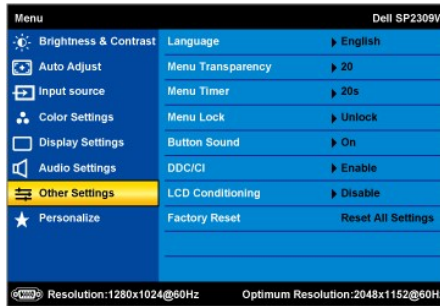 Menu Dell SP2309W
Brightness & Contrast Language English
Auto Adjust Menu Transparency 20
Input source Menu Timer 20s
Color Settings Menu Lock Unlock
Display Settings Button Sound On
Audio Settings DDC/CI Enable
Other Settings LCD Conditioning Disable
Personalize Factory Reset Reset All Settings
Resolution:1280x1024@60Hz Optimum Resolution:2048x1152@60Hz